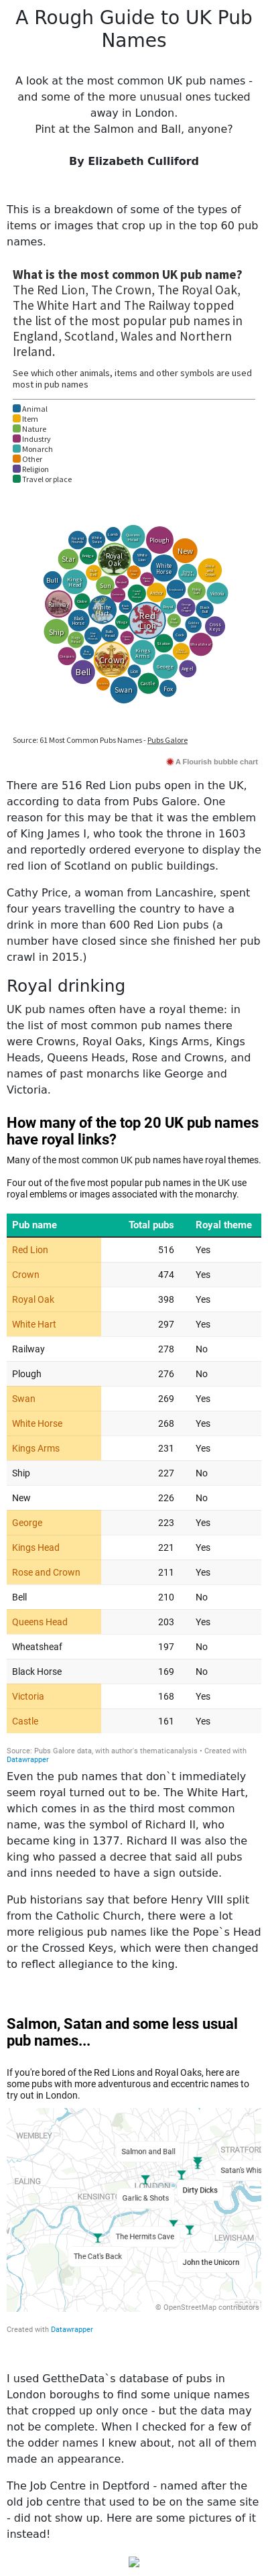 A Rough Guide to UK Pub
Names
A look at the most common UK pub names -
and some of the more unusual ones tucked
away in London.
Pint at the Salmon and Ball, anyone?
By Elizabeth Culliford
This is a breakdown of some of the types of
items or images that crop up in the top 60 pub
names.
What is the most common UK pub name?
The Red Lion, The Crown, The Royal Oak,
The White Hart and The Railway topped
the list of the most popular pub names in
England, Scotland, Wales and Northern
Ireland.
See which other animals, items and other symbols are used
most in pub names
Animal
Item
Nature
Industry
Monarch
Other
Religion
Travel or place
Plough
New
Star
Royal
Oak
White
Horse
Sun
Bull
Kings
Head
Railway
White
Hart
Red
Lion
Ship
Black
Horse
Cross
Keys
Kings
Arms
Crown
George
Angel
Bell
Swan
Castle
Fox
Source: 61 Most Common Pubs Names - Pubs Galore
A Flourish bubble chart
There are 516 Red Lion pubs open in the UK,
according to data from Pubs Galore. One
reason for this may be that it was the emblem
of King James I, who took the throne in 1603
and reportedly ordered everyone to display the
red lion of Scotland on public buildings.
Cathy Price, a woman from Lancashire, spent
four years travelling the country to have a
drink in more than 600 Red Lion pubs (a
number have closed since she finished her pub
crawl in 2015.)
Royal drinking
UK pub names often have a royal theme: in
the list of most common pub names there
were Crowns, Royal Oaks, Kings Arms, Kings
Heads, Queens Heads, Rose and Crowns, and
names of past monarchs like George and
Victoria.
How many of the top 20 UK pub names
have royal links?
Many of the most common UK pub names have royal themes.
Four out of the five most popular pub names in the UK use
royal emblems or images associated with the monarchy.
Pub name Total pubs Royal theme
Red Lion 516 Yes
Crown 474 Yes
Royal Oak 398 Yes
White Hart 297 Yes
Railway 278 No
Plough 276 No
Swan 269 Yes
White Horse 268 Yes
Kings Arms 231 Yes
Ship 227 No
New 226 No
George 223 Yes
Kings Head 221 Yes
Rose and Crown 211 Yes
Bell 210 No
Queens Head 203 Yes
Wheatsheaf 197 No
Black Horse 169 No
Victoria 168 Yes
Castle 161 Yes
Source: Pubs Galore data, with author's thematicanalysis • Created with
Datawrapper
Even the pub names that don`t immediately
seem royal turned out to be. The White Hart,
which comes in as the third most common
name, was the symbol of Richard II, who
became king in 1377. Richard II was also the
king who passed a decree that said all pubs
and inns needed to have a sign outside.
Pub historians say that before Henry VIII split
from the Catholic Church, there were a lot
more religious pub names like the Pope`s Head
or the Crossed Keys, which were then changed
to reflect allegiance to the king.
Salmon, Satan and some less usual
pub names...
If you're bored of the Red Lions and Royal Oaks, here are
some pubs with more adventurous and eccentric names to
try out in London.
WEMBLEY
Salmon and Ball
STRATFORD
EALING
LONDON
Satan's Whis
KENSINGTO
Garlic & Shots
Dirty Dicks
The Hermits Cave
LEWISHAM
The Cat's Back
John the Unicorn
© OpenStreetMap contributors
Created with Datawrapper
I used GettheData`s database of pubs in
London boroughs to find some unique names
that cropped up only once - but the data may
not be complete. When I checked for a few of
the odder names I knew about, not all of them
made an appearance.
The Job Centre in Deptford - named after the
old job centre that used to be on the same site
- did not show up. Here are some pictures of it
instead!